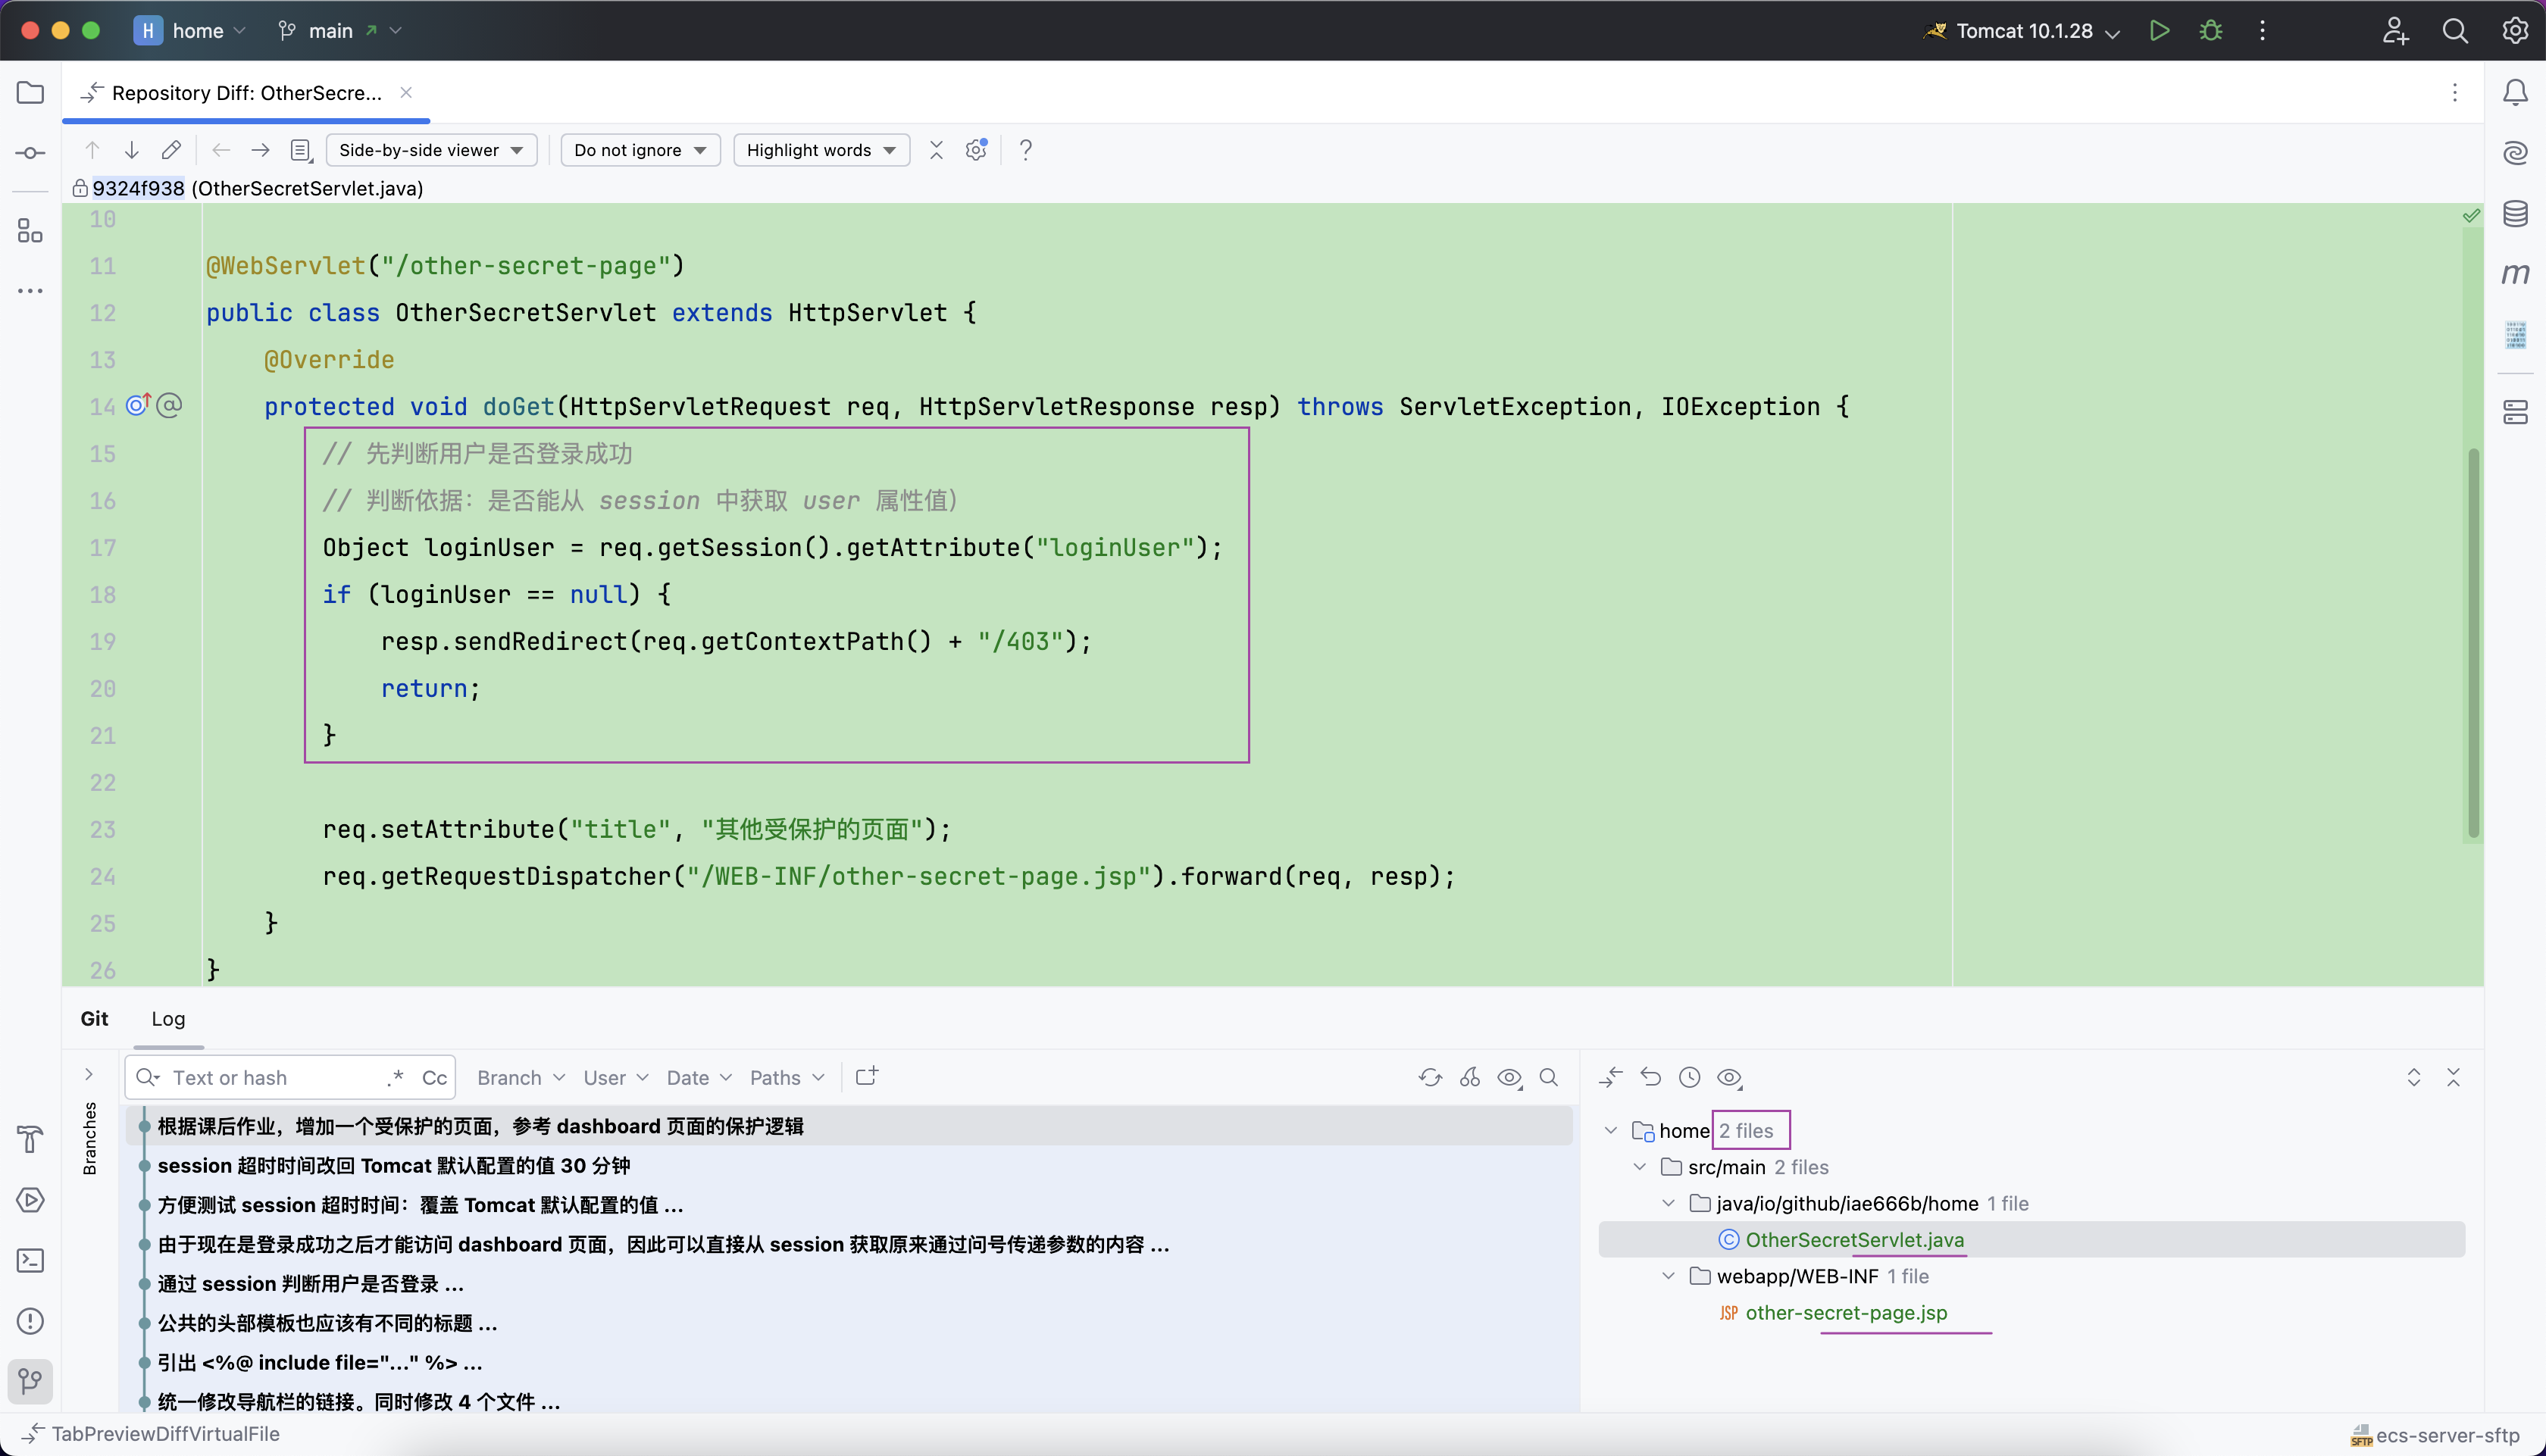 H home main Tomcat 10.1.28
Repository Diff: OtherSecre...
Side-by-side viewer Do not ignore Highlight words ?
9324f938 (OtherSecretServlet.java)
10
11 @WebServlet("/other-secret-page")
12 public class OtherSecretServlet extends HttpServlet {
13 @Override
14 @ protected void doGet(HttpServletRequest req, HttpServletResponse resp) throws ServletException, IOException {
15 // 先判断用户是否登录成功
16 // 判断依据：是否能从 session 中获取 user 属性值）
17 Object loginUser = req.getSession().getAttribute("loginUser");
18 if (loginUser == null) {
19 resp.sendRedirect(req.getContextPath() + "/403");
20 return;
21 }
22
23 req.setAttribute("title", "其他受保护的页面");
24 req.getRequestDispatcher("/WEB-INF/other-secret-page.jsp").forward(req, resp);
25 }
26 }
Git Log
Text or hash .* Cc Branch User Date Paths
Branches
根据课后作业，增加一个受保护的页面，参考 dashboard 页面的保护逻辑
session 超时时间改回 Tomcat 默认配置的值 30 分钟
方便测试 session 超时时间：覆盖 Tomcat 默认配置的值 ...
由于现在是登录成功之后才能访问 dashboard 页面，因此可以直接从 session 获取原来通过问号传递参数的内容 ...
通过 session 判断用户是否登录 ...
公共的头部模板也应该有不同的标题 ...
引出 <%@ include file="..." %> ...
统一修改导航栏的链接。同时修改 4 个文件 ...
home 2 files
src/main 2 files
java/io/github/iae666b/home 1 file
OtherSecretServlet.java
webapp/WEB-INF 1 file
JSP other-secret-page.jsp
TabPreviewDiffVirtualFile
SFTP ecs-server-sftp